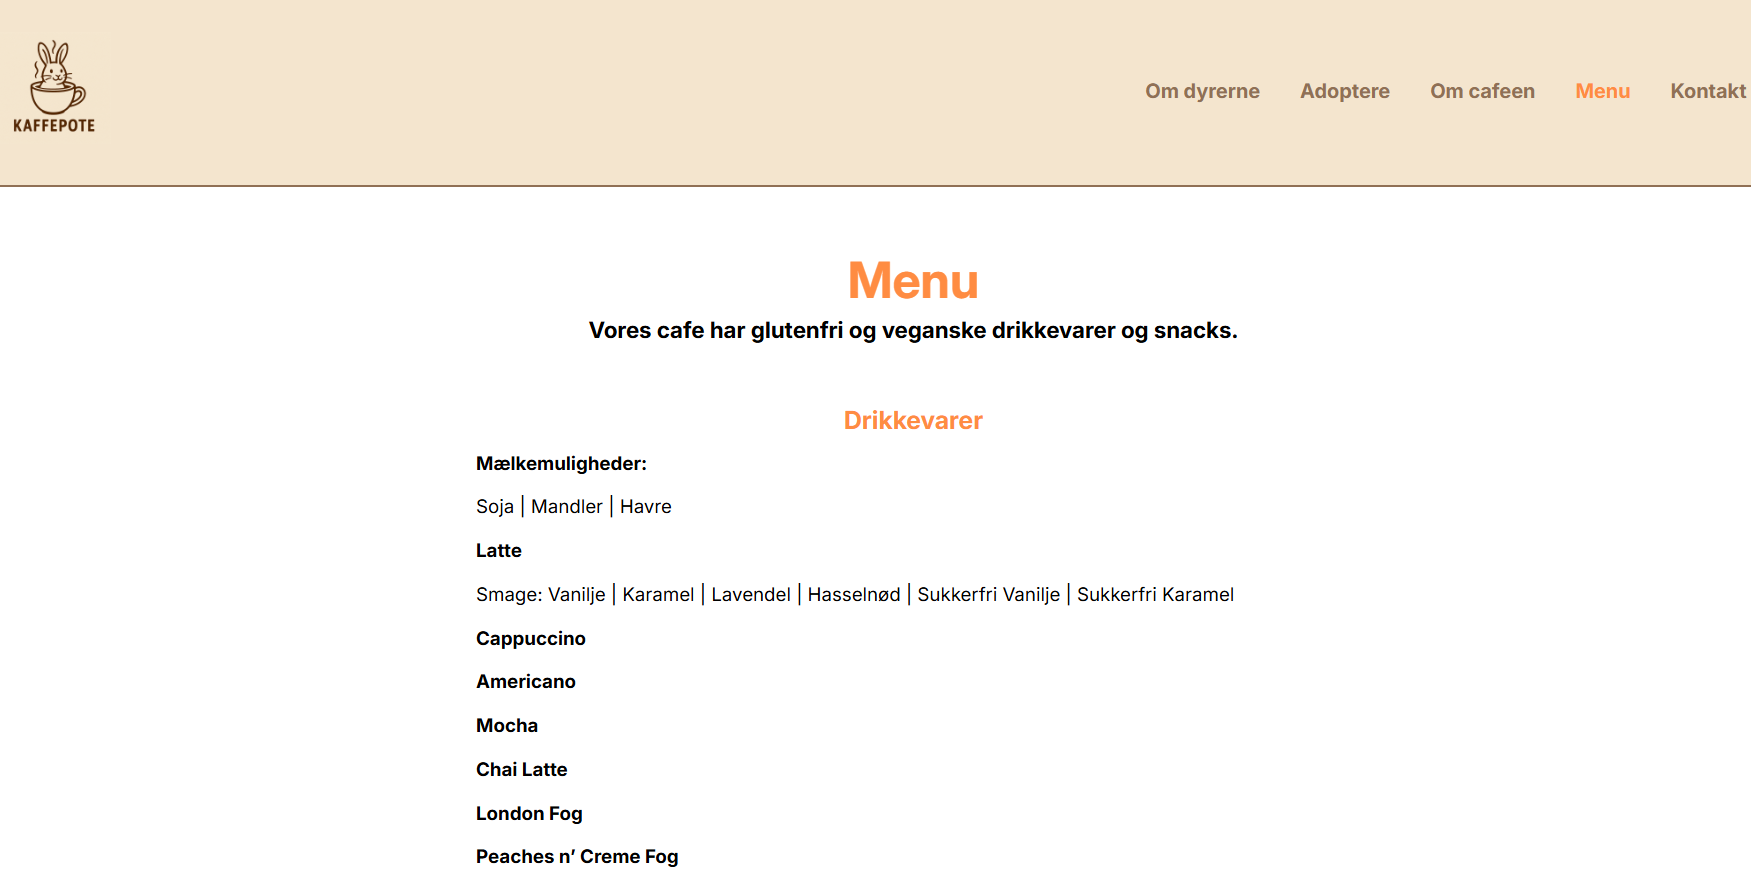 KAFFEPOTE
Om dyrerne Adoptere Om cafeen Menu Kontakt
Menu
Vores cafe har glutenfri og veganske drikkevarer og snacks.
Drikkevarer
Mælkemuligheder:
Soja | Mandler | Havre
Latte
Smage: Vanilje | Karamel | Lavendel | Hasselnød | Sukkerfri Vanilje | Sukkerfri Karamel
Cappuccino
Americano
Mocha
Chai Latte
London Fog
Peaches n’ Creme Fog